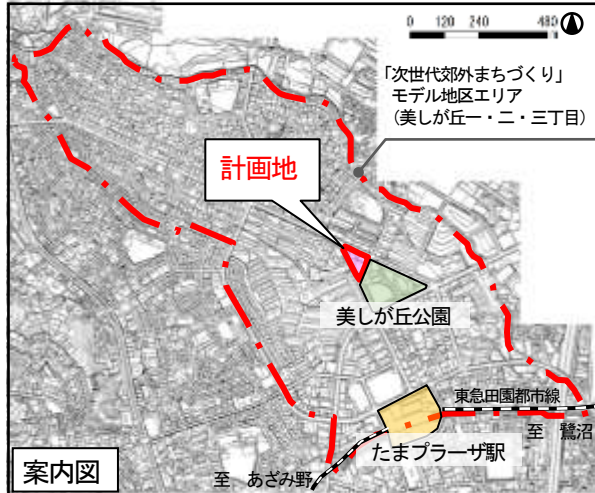 0 120 240 480
「次世代郊外まちづくり」
モデル地区エリア
(美しが丘一・二・三丁目)
計画地
美しが丘公園
東急田園都市線
たまプラーザ駅
至 鷺沼
至 あざみ野
案内図